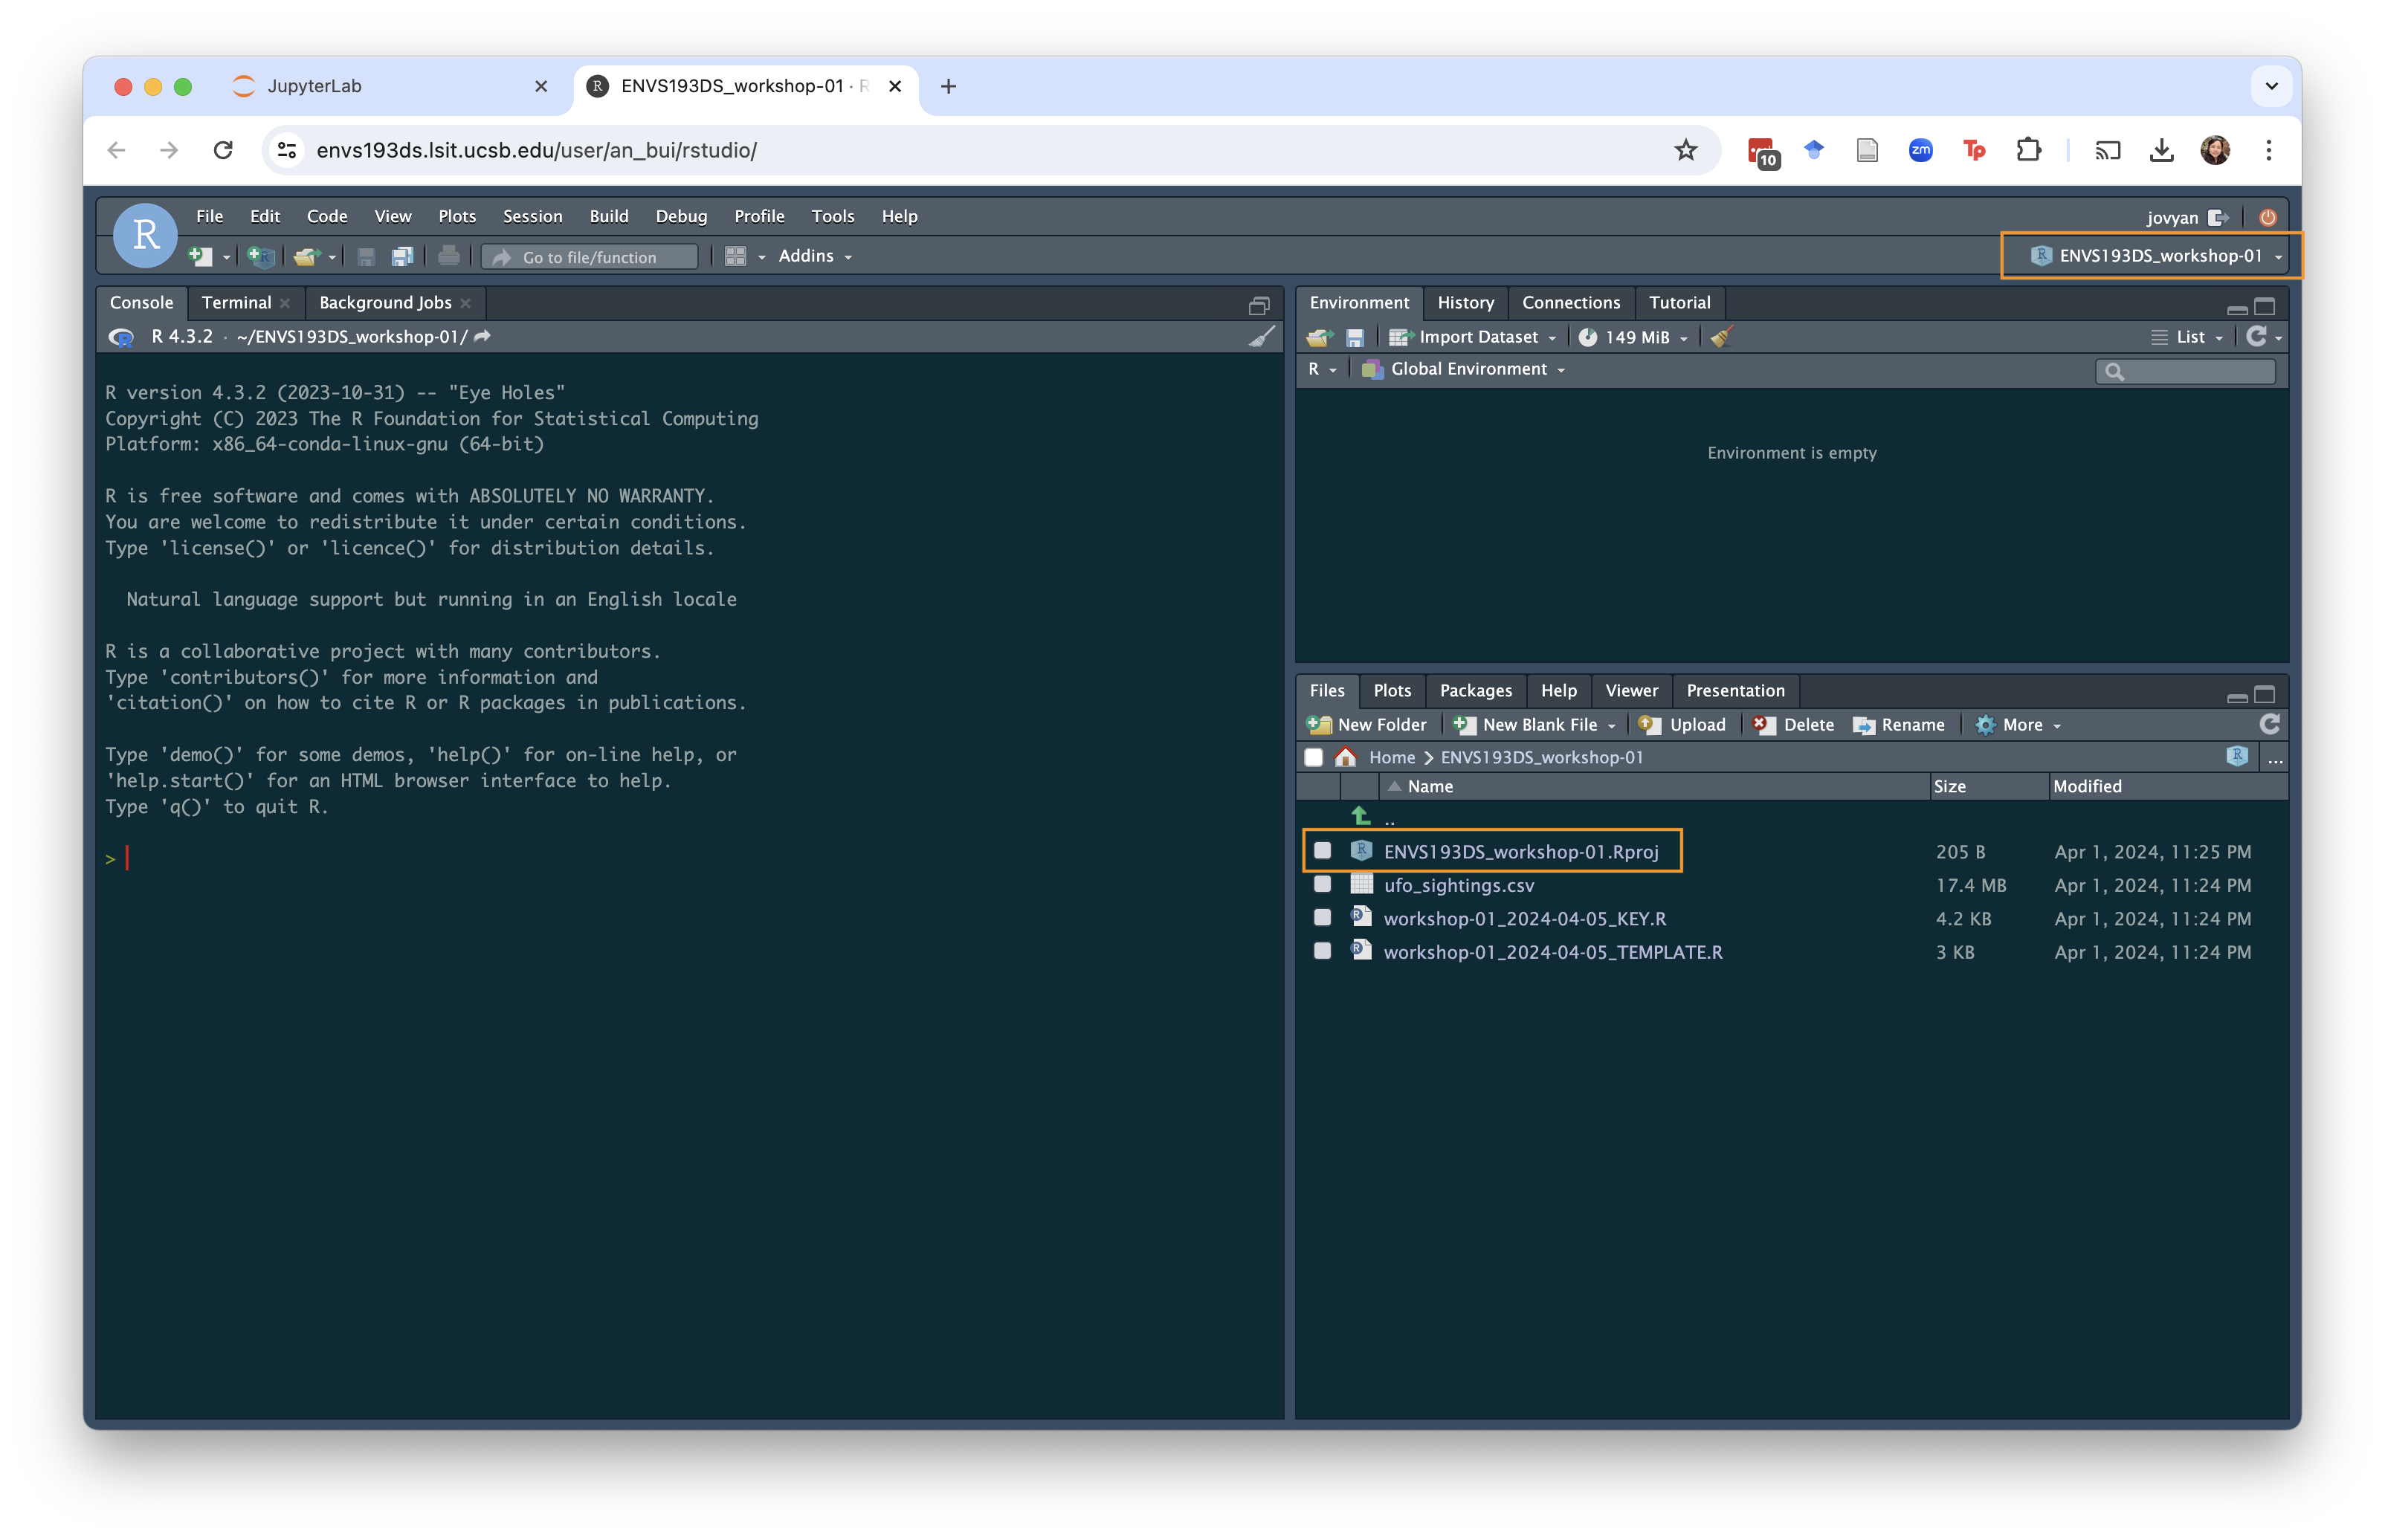 JupyterLab
ENVS193DS_workshop-01 · R
envs193ds.lsit.ucsb.edu/user/an_bui/rstudio/
10
zm
Tp
R
File Edit Code View Plots Session Build Debug Profile Tools Help
jovyan
Go to file/function
Addins
ENVS193DS_workshop-01
Console Terminal Background Jobs
R 4.3.2 · ~/ENVS193DS_workshop-01/
R version 4.3.2 (2023-10-31) -- "Eye Holes"
Copyright (C) 2023 The R Foundation for Statistical Computing
Platform: x86_64-conda-linux-gnu (64-bit)
R is free software and comes with ABSOLUTELY NO WARRANTY.
You are welcome to redistribute it under certain conditions.
Type 'license()' or 'licence()' for distribution details.
Natural language support but running in an English locale
R is a collaborative project with many contributors.
Type 'contributors()' for more information and
'citation()' on how to cite R or R packages in publications.
Type 'demo()' for some demos, 'help()' for on-line help, or
'help.start()' for an HTML browser interface to help.
Type 'q()' to quit R.
>
Environment History Connections Tutorial
Import Dataset 149 MiB List
R Global Environment
Environment is empty
Files Plots Packages Help Viewer Presentation
New Folder New Blank File Upload Delete Rename More
Home ENVS193DS_workshop-01 ...
Name Size Modified
..
ENVS193DS_workshop-01.Rproj 205 B Apr 1, 2024, 11:25 PM
ufo_sightings.csv 17.4 MB Apr 1, 2024, 11:24 PM
workshop-01_2024-04-05_KEY.R 4.2 KB Apr 1, 2024, 11:24 PM
workshop-01_2024-04-05_TEMPLATE.R 3 KB Apr 1, 2024, 11:24 PM